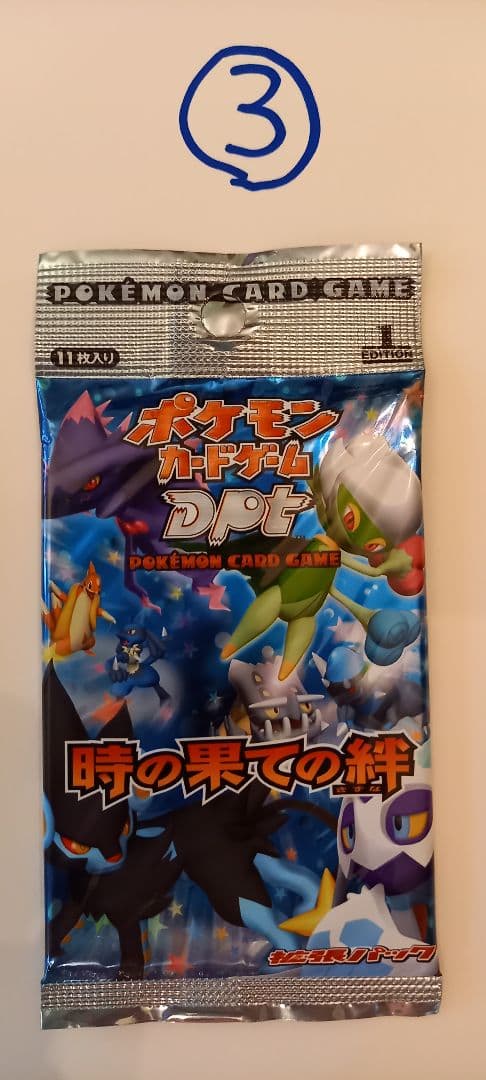 3
POKÉMON CARD GAME
11枚入り
1
EDITION
ポケモン
カードゲーム
DPt
POKÉMON CARD GAME
時の果ての絆
きずな
拡張パック